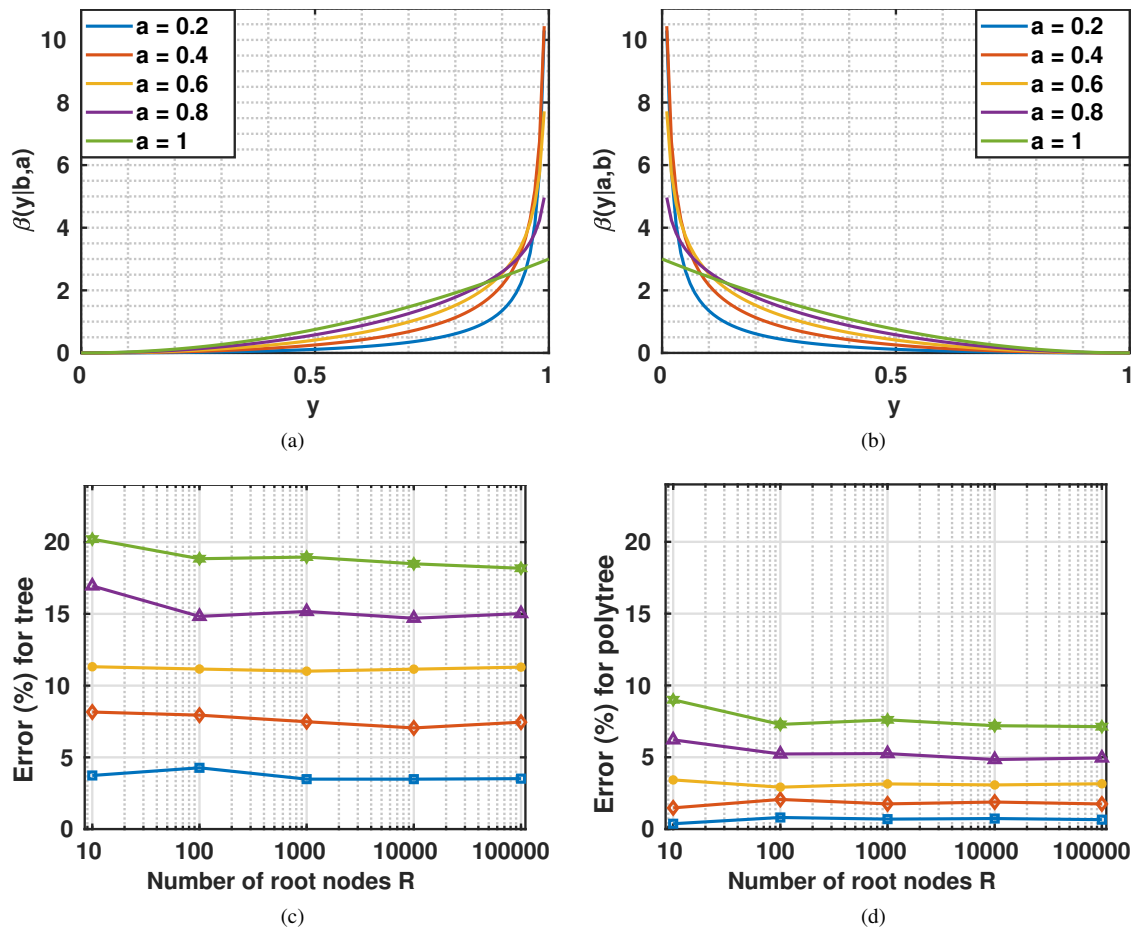 β(y|b,a)
10
8
6
4
2
0
a = 0.2
a = 0.4
a = 0.6
a = 0.8
a = 1
0 0.5 1
y
(a)
β(y|a,b)
10
8
6
4
2
0
a = 0.2
a = 0.4
a = 0.6
a = 0.8
a = 1
0 0.5 1
y
(b)
Error (%) for tree
20
15
10
5
0
10 100 1000 10000 100000
Number of root nodes R
(c)
Error (%) for polytree
20
15
10
5
0
10 100 1000 10000 100000
Number of root nodes R
(d)